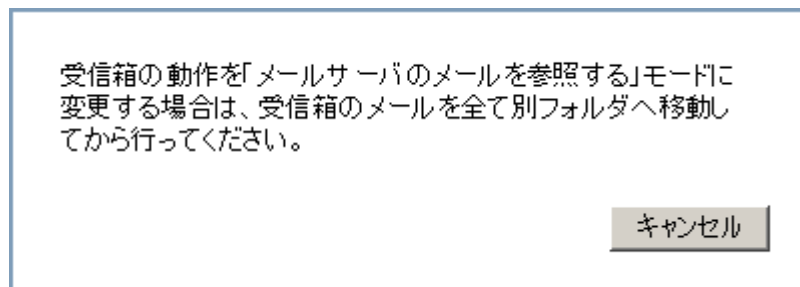 受信箱の動作を「メールサーバのメールを参照する」モードに
変更する場合は、受信箱のメールを全て別フォルダへ移動し
てから行ってください。
キャンセル